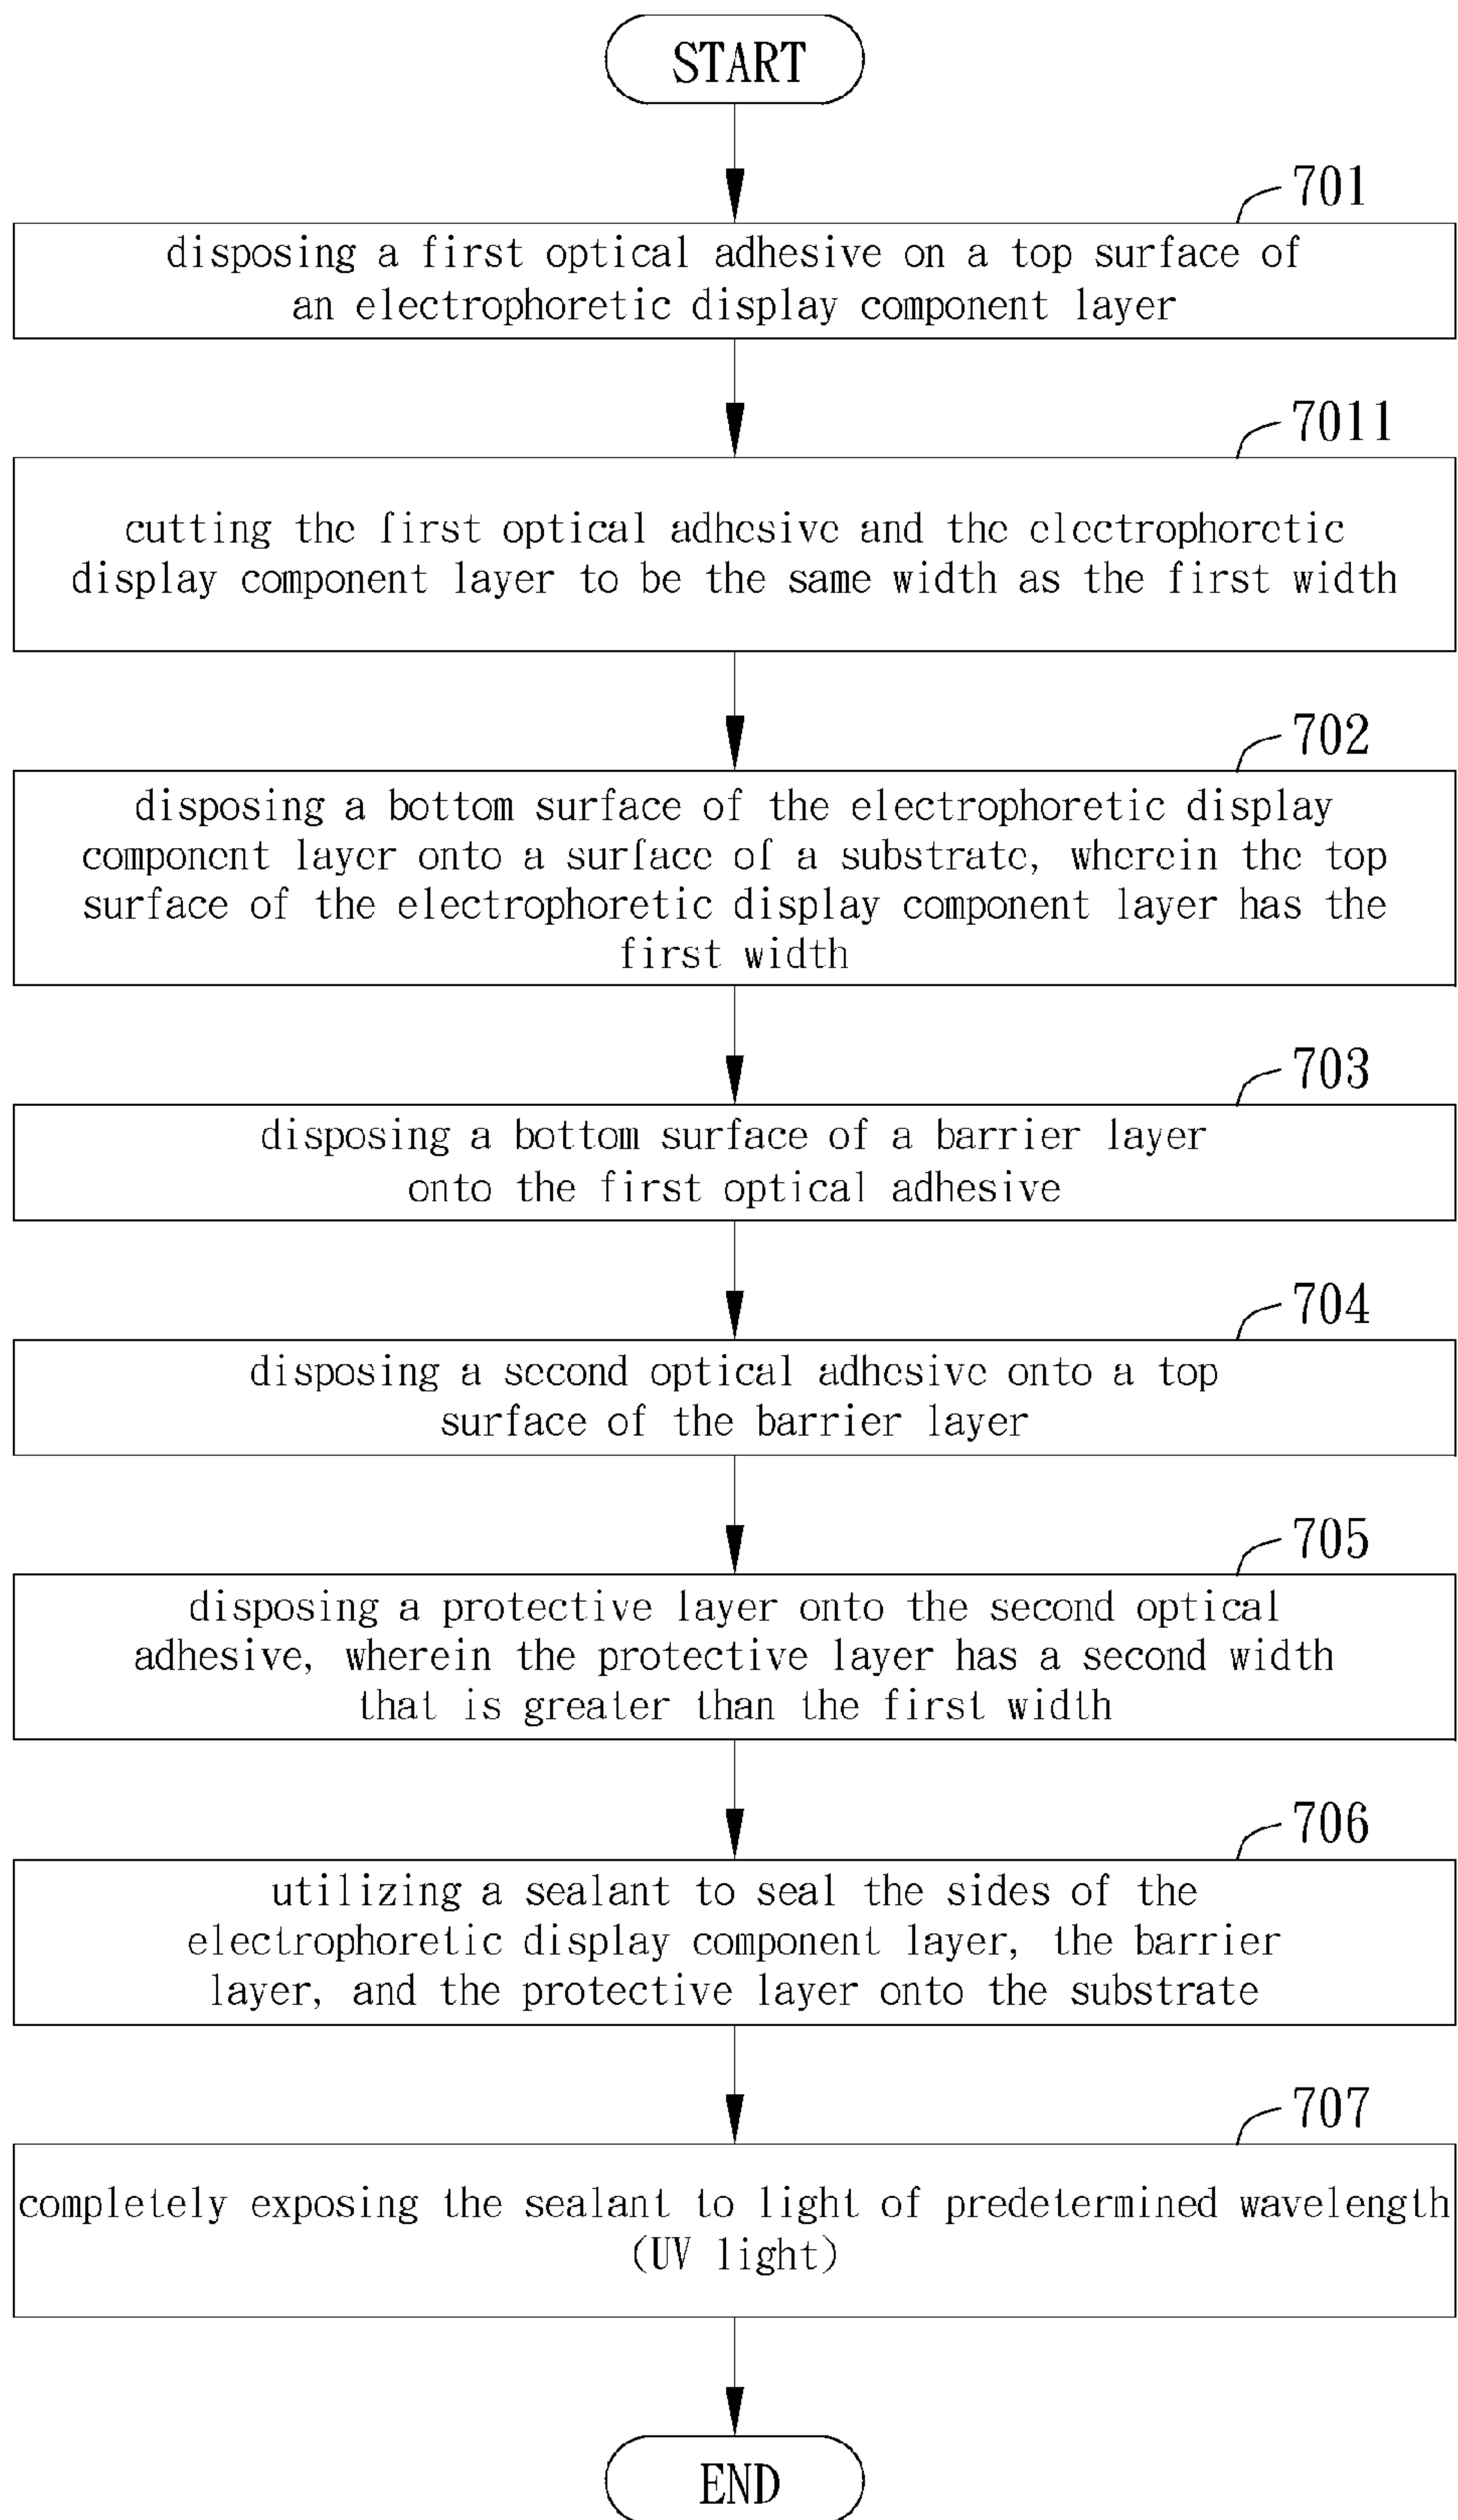 START
701
disposing a first optical adhesive on a top surface of
an electrophoretic display component layer
7011
cutting the first optical adhesive and the electrophoretic
display component layer to be the same width as the first width
702
disposing a bottom surface of the electrophoretic display
component layer onto a surface of a substrate, wherein the top
surface of the electrophoretic display component layer has the
first width
703
disposing a bottom surface of a barrier layer
onto the first optical adhesive
704
disposing a second optical adhesive onto a top
surface of the barrier layer
705
disposing a protective layer onto the second optical
adhesive, wherein the protective layer has a second width
that is greater than the first width
706
utilizing a sealant to seal the sides of the
electrophoretic display component layer, the barrier
layer, and the protective layer onto the substrate
707
completely exposing the sealant to light of predetermined wavelength
(UV light)
END